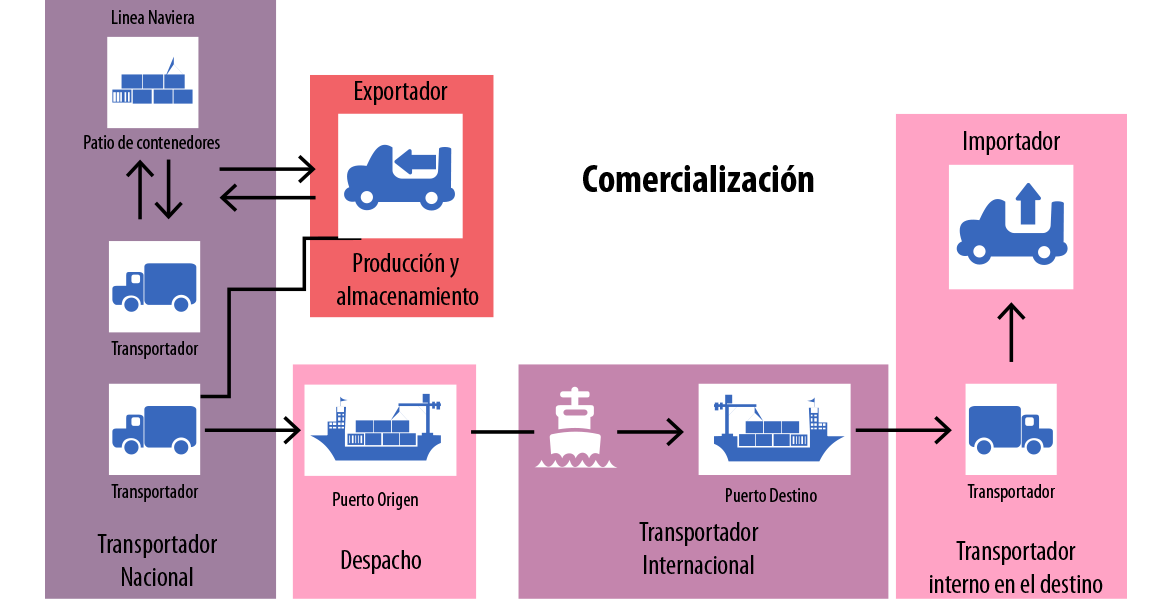 Linea Naviera
Patio de contenedores
Transportador
Transportador
Transportador
Nacional
Exportador
Producción y
almacenamiento
Comercialización
Puerto Origen
Despacho
Puerto Destino
Transportador
Internacional
Importador
Transportador
Transportador
interno en el destino